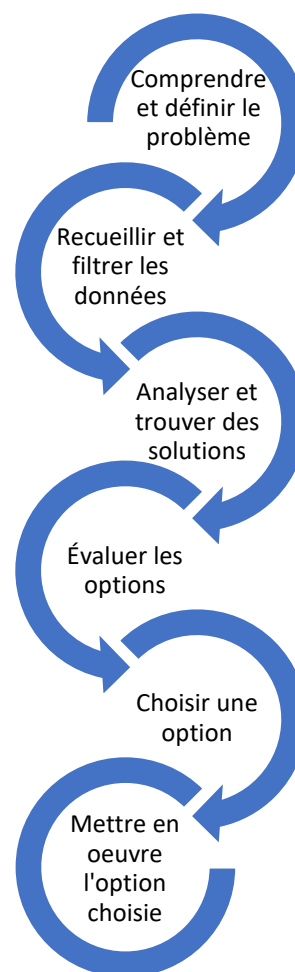 Comprendre
et définir le
problème
Recueillir et
filtrer les
données
Analyser et
trouver des
solutions
Évaluer les
options
Choisir une
option
Mettre en
oeuvre
l'option
choisie